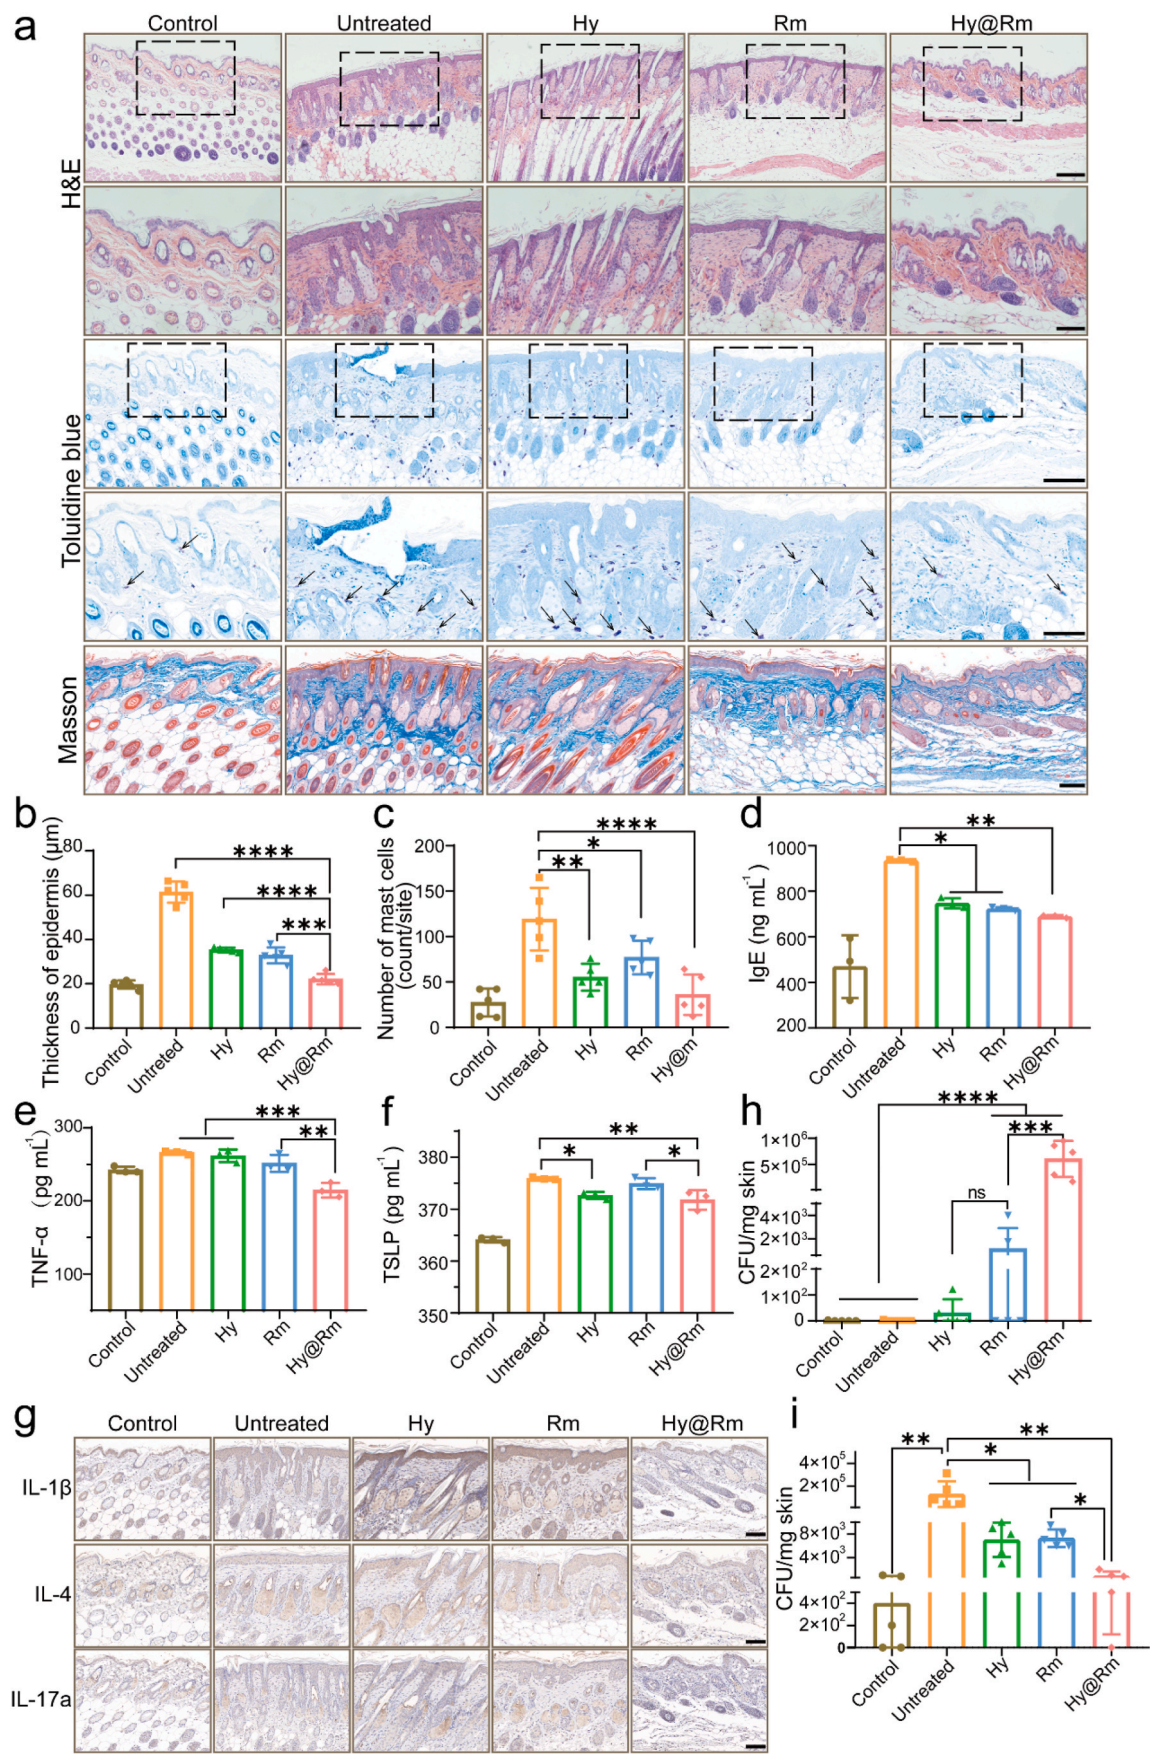 a
Control Untreated Hy Rm Hy@Rm
H&E
Toluidine blue
Masson
b
Thickness of epidermis (μm)
80
60
40
20
0
****
****
***
Control Untreted Hy Rm Hy@Rm
c
Number of mast cells
(count/site)
200
150
100
50
0
****
*
**
Control Untreated Hy Rm Hy@m
d
IgE (ng mL⁻¹)
1000
800
600
400
200
**
*
Control Untreated Hy Rm Hy@Rm
e
TNF-α (pg mL⁻¹)
300
200
100
***
**
Control Untreated Hy Rm Hy@Rm
f
TSLP (pg mL⁻¹)
380
370
360
350
**
*
*
Control Untreated Hy Rm Hy@Rm
h
CFU/mg skin
1×10⁶
5×10⁵
4×10³
2×10³
2×10²
1×10²
0
****
***
ns
Control Untreated Hy Rm Hy@Rm
g
Control Untreated Hy Rm Hy@Rm
IL-1β
IL-4
IL-17a
i
CFU/mg skin
4×10⁵
2×10⁵
8×10³
4×10³
4×10²
2×10²
0
**
**
*
*
Control Untreated Hy Rm Hy@Rm